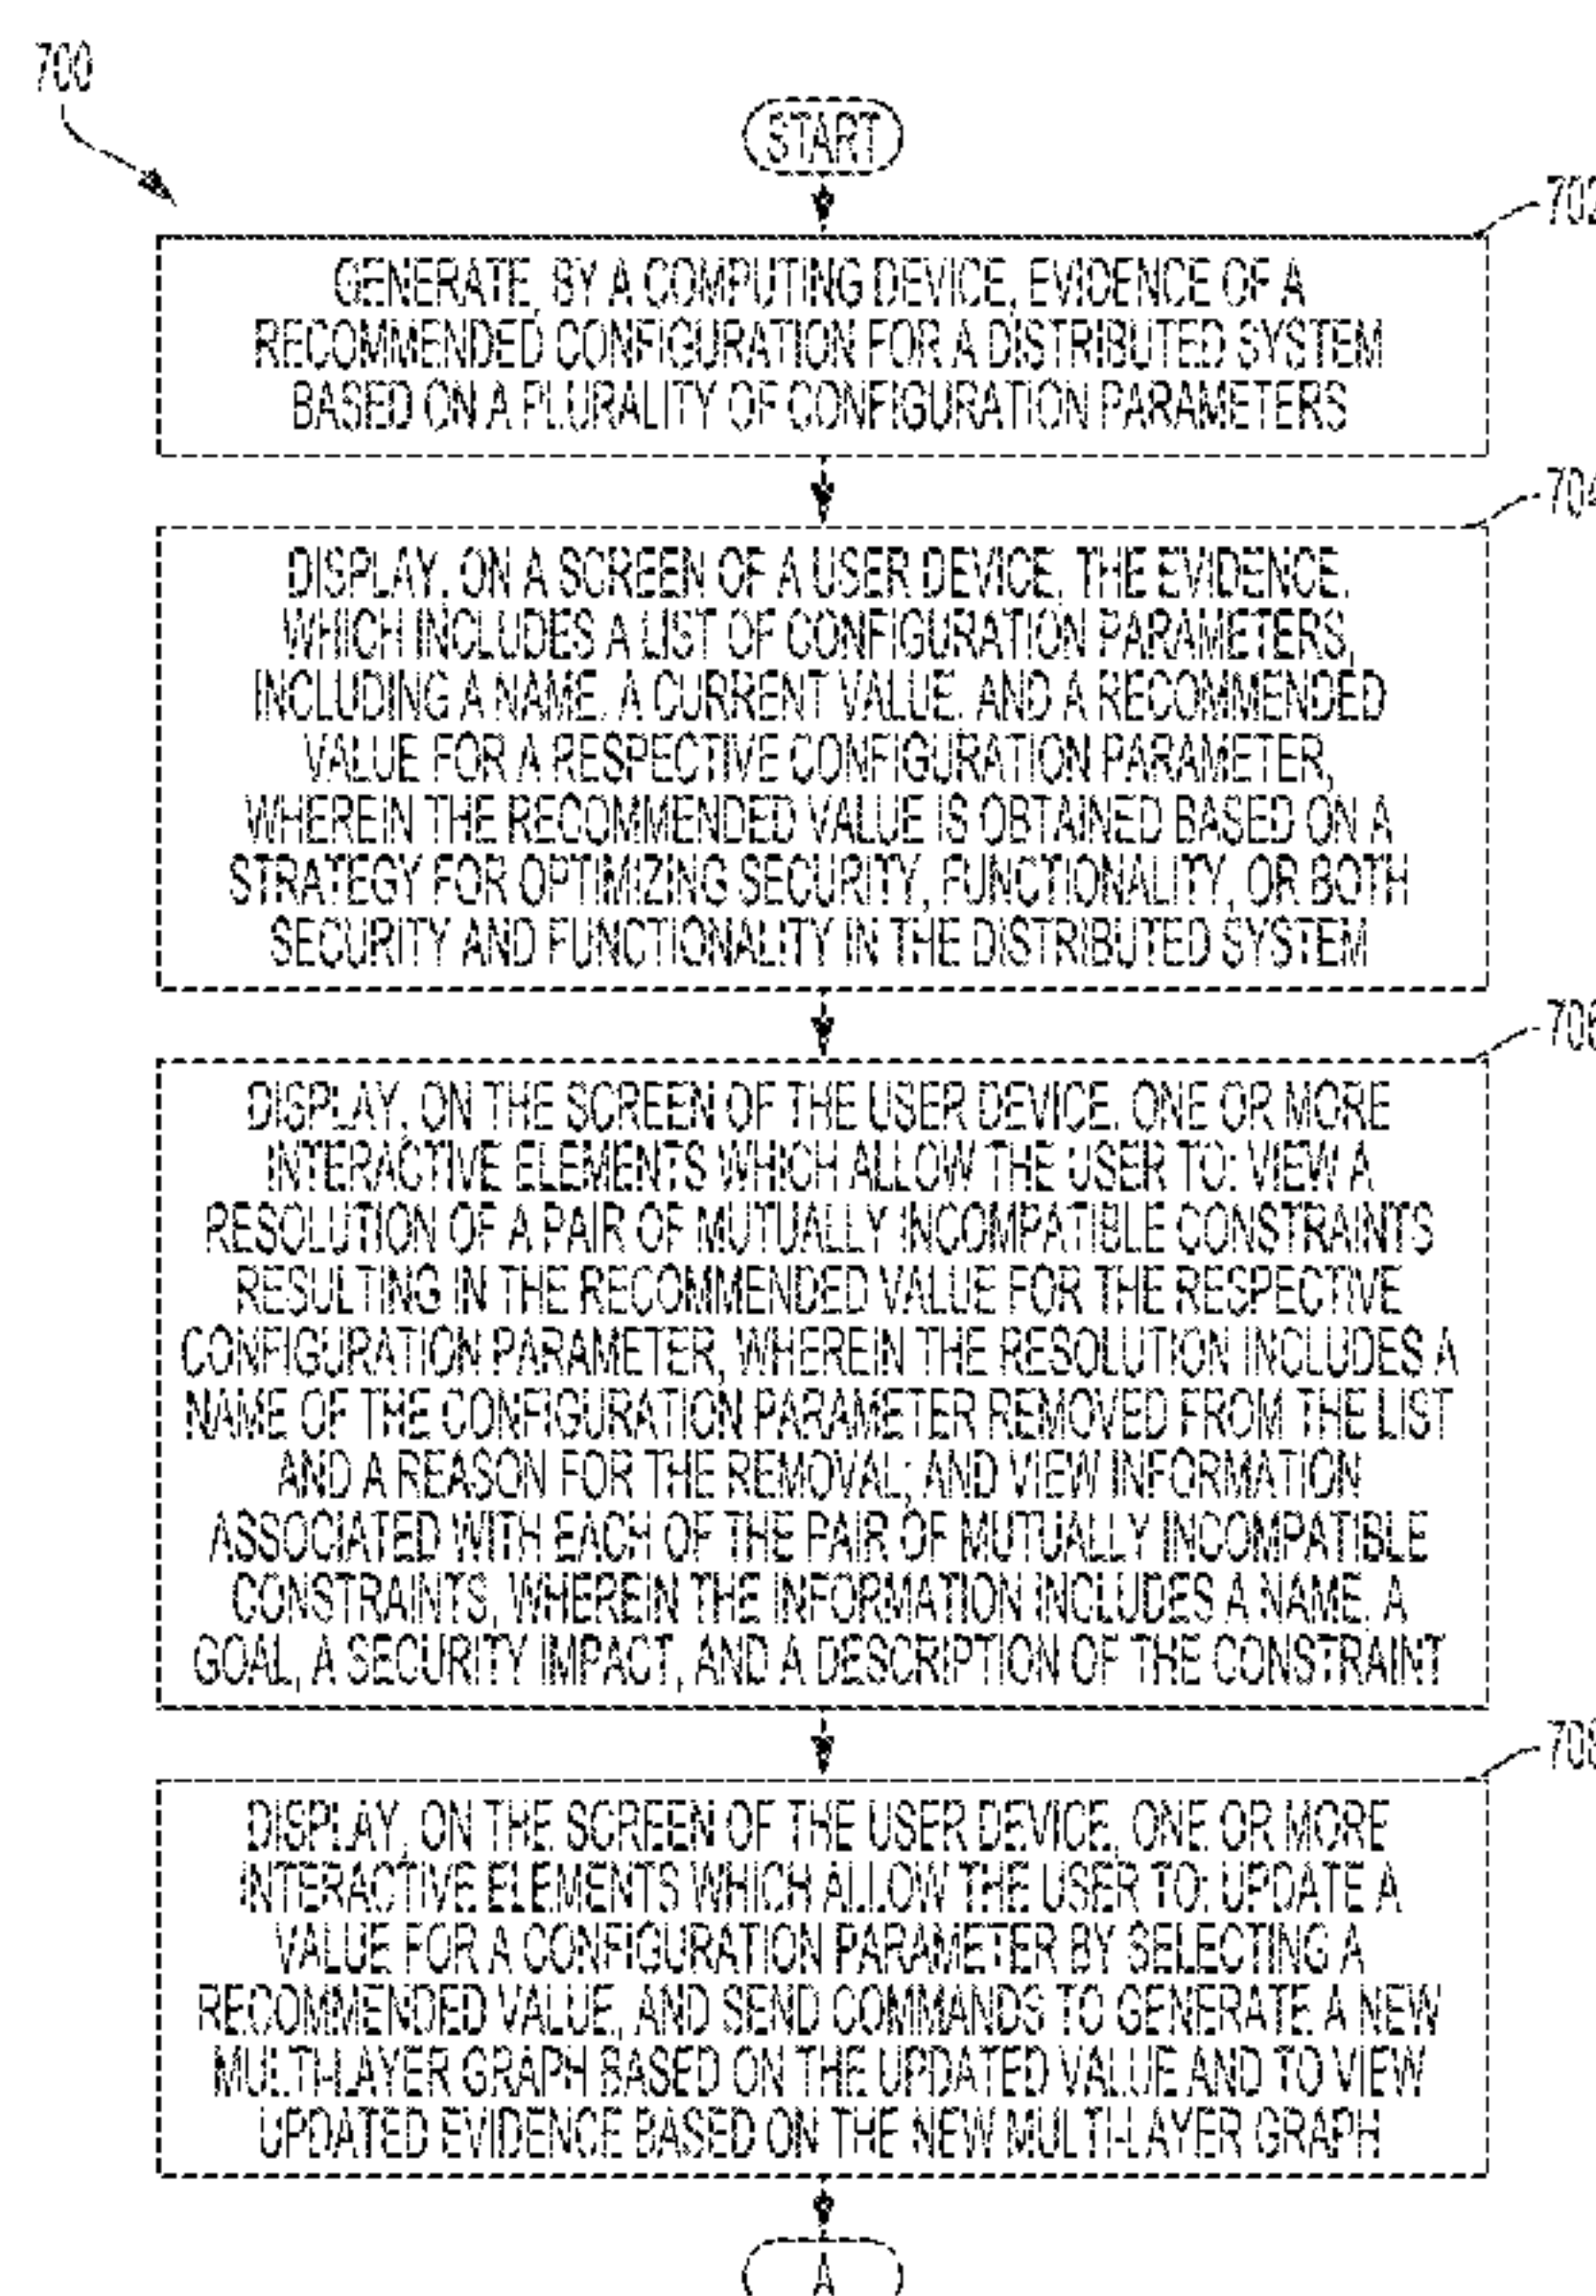 700
START
702
GENERATE, BY A COMPUTING DEVICE, EVIDENCE OF A
RECOMMENDED CONFIGURATION FOR A DISTRIBUTED SYSTEM
BASED ON A PLURALITY OF CONFIGURATION PARAMETERS
704
DISPLAY, ON A SCREEN OF A USER DEVICE, THE EVIDENCE,
WHICH INCLUDES A LIST OF CONFIGURATION PARAMETERS,
INCLUDING A NAME, A CURRENT VALUE, AND A RECOMMENDED
VALUE FOR A RESPECTIVE CONFIGURATION PARAMETER,
WHEREIN THE RECOMMENDED VALUE IS OBTAINED BASED ON A
STRATEGY FOR OPTIMIZING SECURITY, FUNCTIONALITY, OR BOTH
SECURITY AND FUNCTIONALITY IN THE DISTRIBUTED SYSTEM
706
DISPLAY, ON THE SCREEN OF THE USER DEVICE, ONE OR MORE
INTERACTIVE ELEMENTS WHICH ALLOW THE USER TO: VIEW A
RESOLUTION OF A PAIR OF MUTUALLY INCOMPATIBLE CONSTRAINTS
RESULTING IN THE RECOMMENDED VALUE FOR THE RESPECTIVE
CONFIGURATION PARAMETER, WHEREIN THE RESOLUTION INCLUDES A
NAME OF THE CONFIGURATION PARAMETER REMOVED FROM THE LIST
AND A REASON FOR THE REMOVAL; AND VIEW INFORMATION
ASSOCIATED WITH EACH OF THE PAIR OF MUTUALLY INCOMPATIBLE
CONSTRAINTS, WHEREIN THE INFORMATION INCLUDES A NAME, A
GOAL, A SECURITY IMPACT, AND A DESCRIPTION OF THE CONSTRAINT
708
DISPLAY, ON THE SCREEN OF THE USER DEVICE, ONE OR MORE
INTERACTIVE ELEMENTS WHICH ALLOW THE USER TO: UPDATE A
VALUE FOR A CONFIGURATION PARAMETER BY SELECTING A
RECOMMENDED VALUE, AND SEND COMMANDS TO GENERATE A NEW
MULTI-LAYER GRAPH BASED ON THE UPDATED VALUE AND TO VIEW
UPDATED EVIDENCE BASED ON THE NEW MULTI-LAYER GRAPH
A